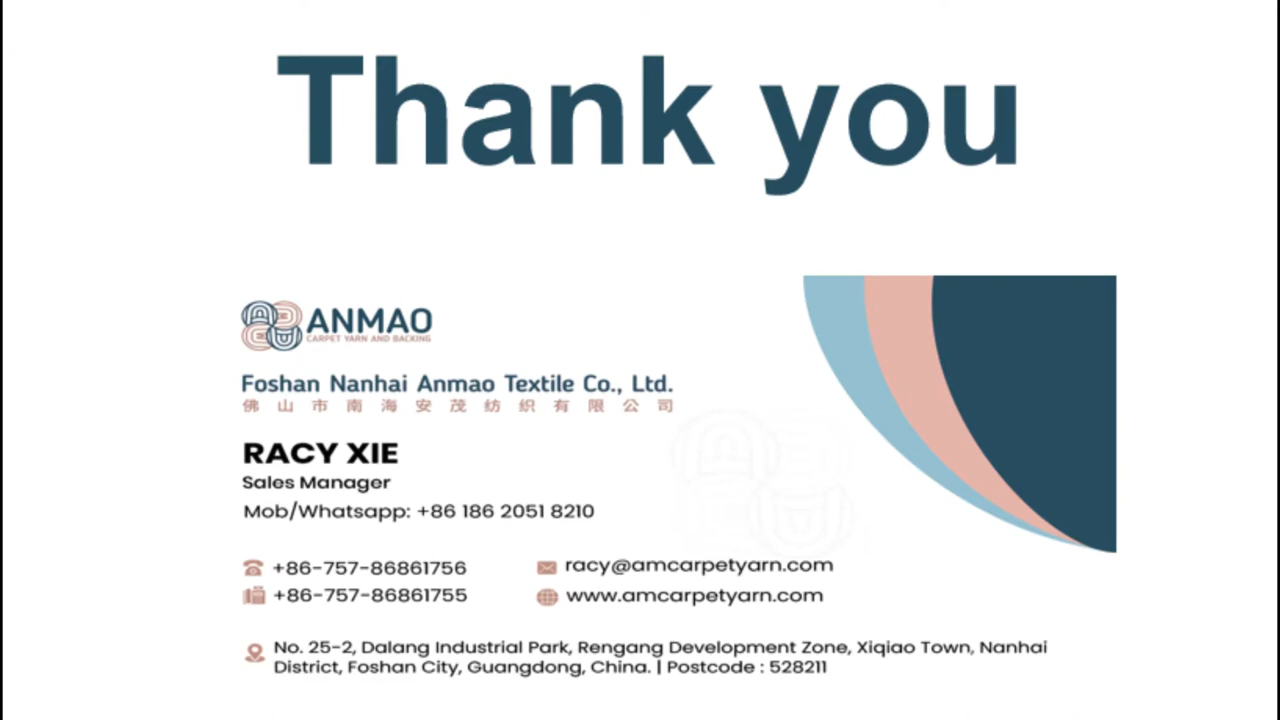 Thank you
ANMAO
CARPET YARN AND BACKING
Foshan Nanhai Anmao Textile Co., Ltd.
佛山市南海安茂纺织有限公司
RACY XIE
Sales Manager
Mob/Whatsapp: +86 186 2051 8210
+86-757-86861756
racy@amcarpetyarn.com
+86-757-86861755
www.amcarpetyarn.com
No. 25-2, Dalang Industrial Park, Rengang Development Zone, Xiqiao Town, Nanhai
District, Foshan City, Guangdong, China. | Postcode : 528211